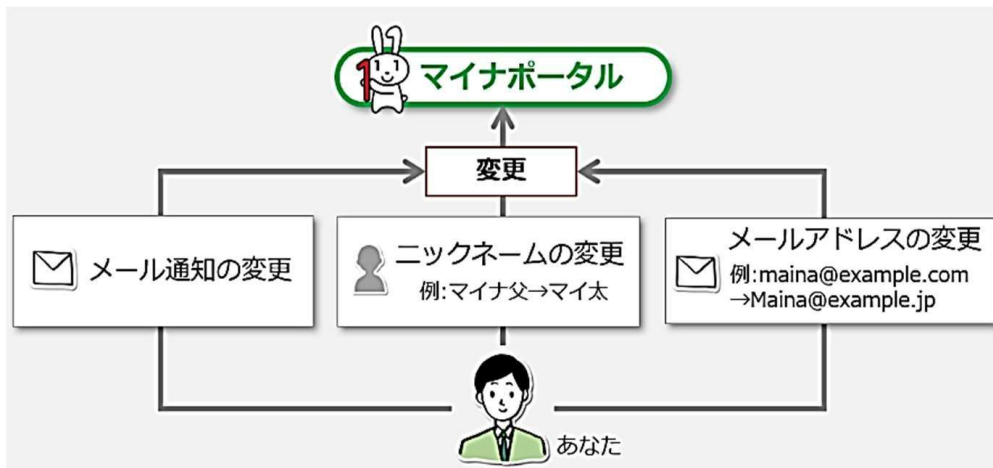 マイナポータル
変更
メール通知の変更
ニックネームの変更
例:マイナ父→マイ太
メールアドレスの変更
例:maina@example.com
→Maina@example.jp
あなた